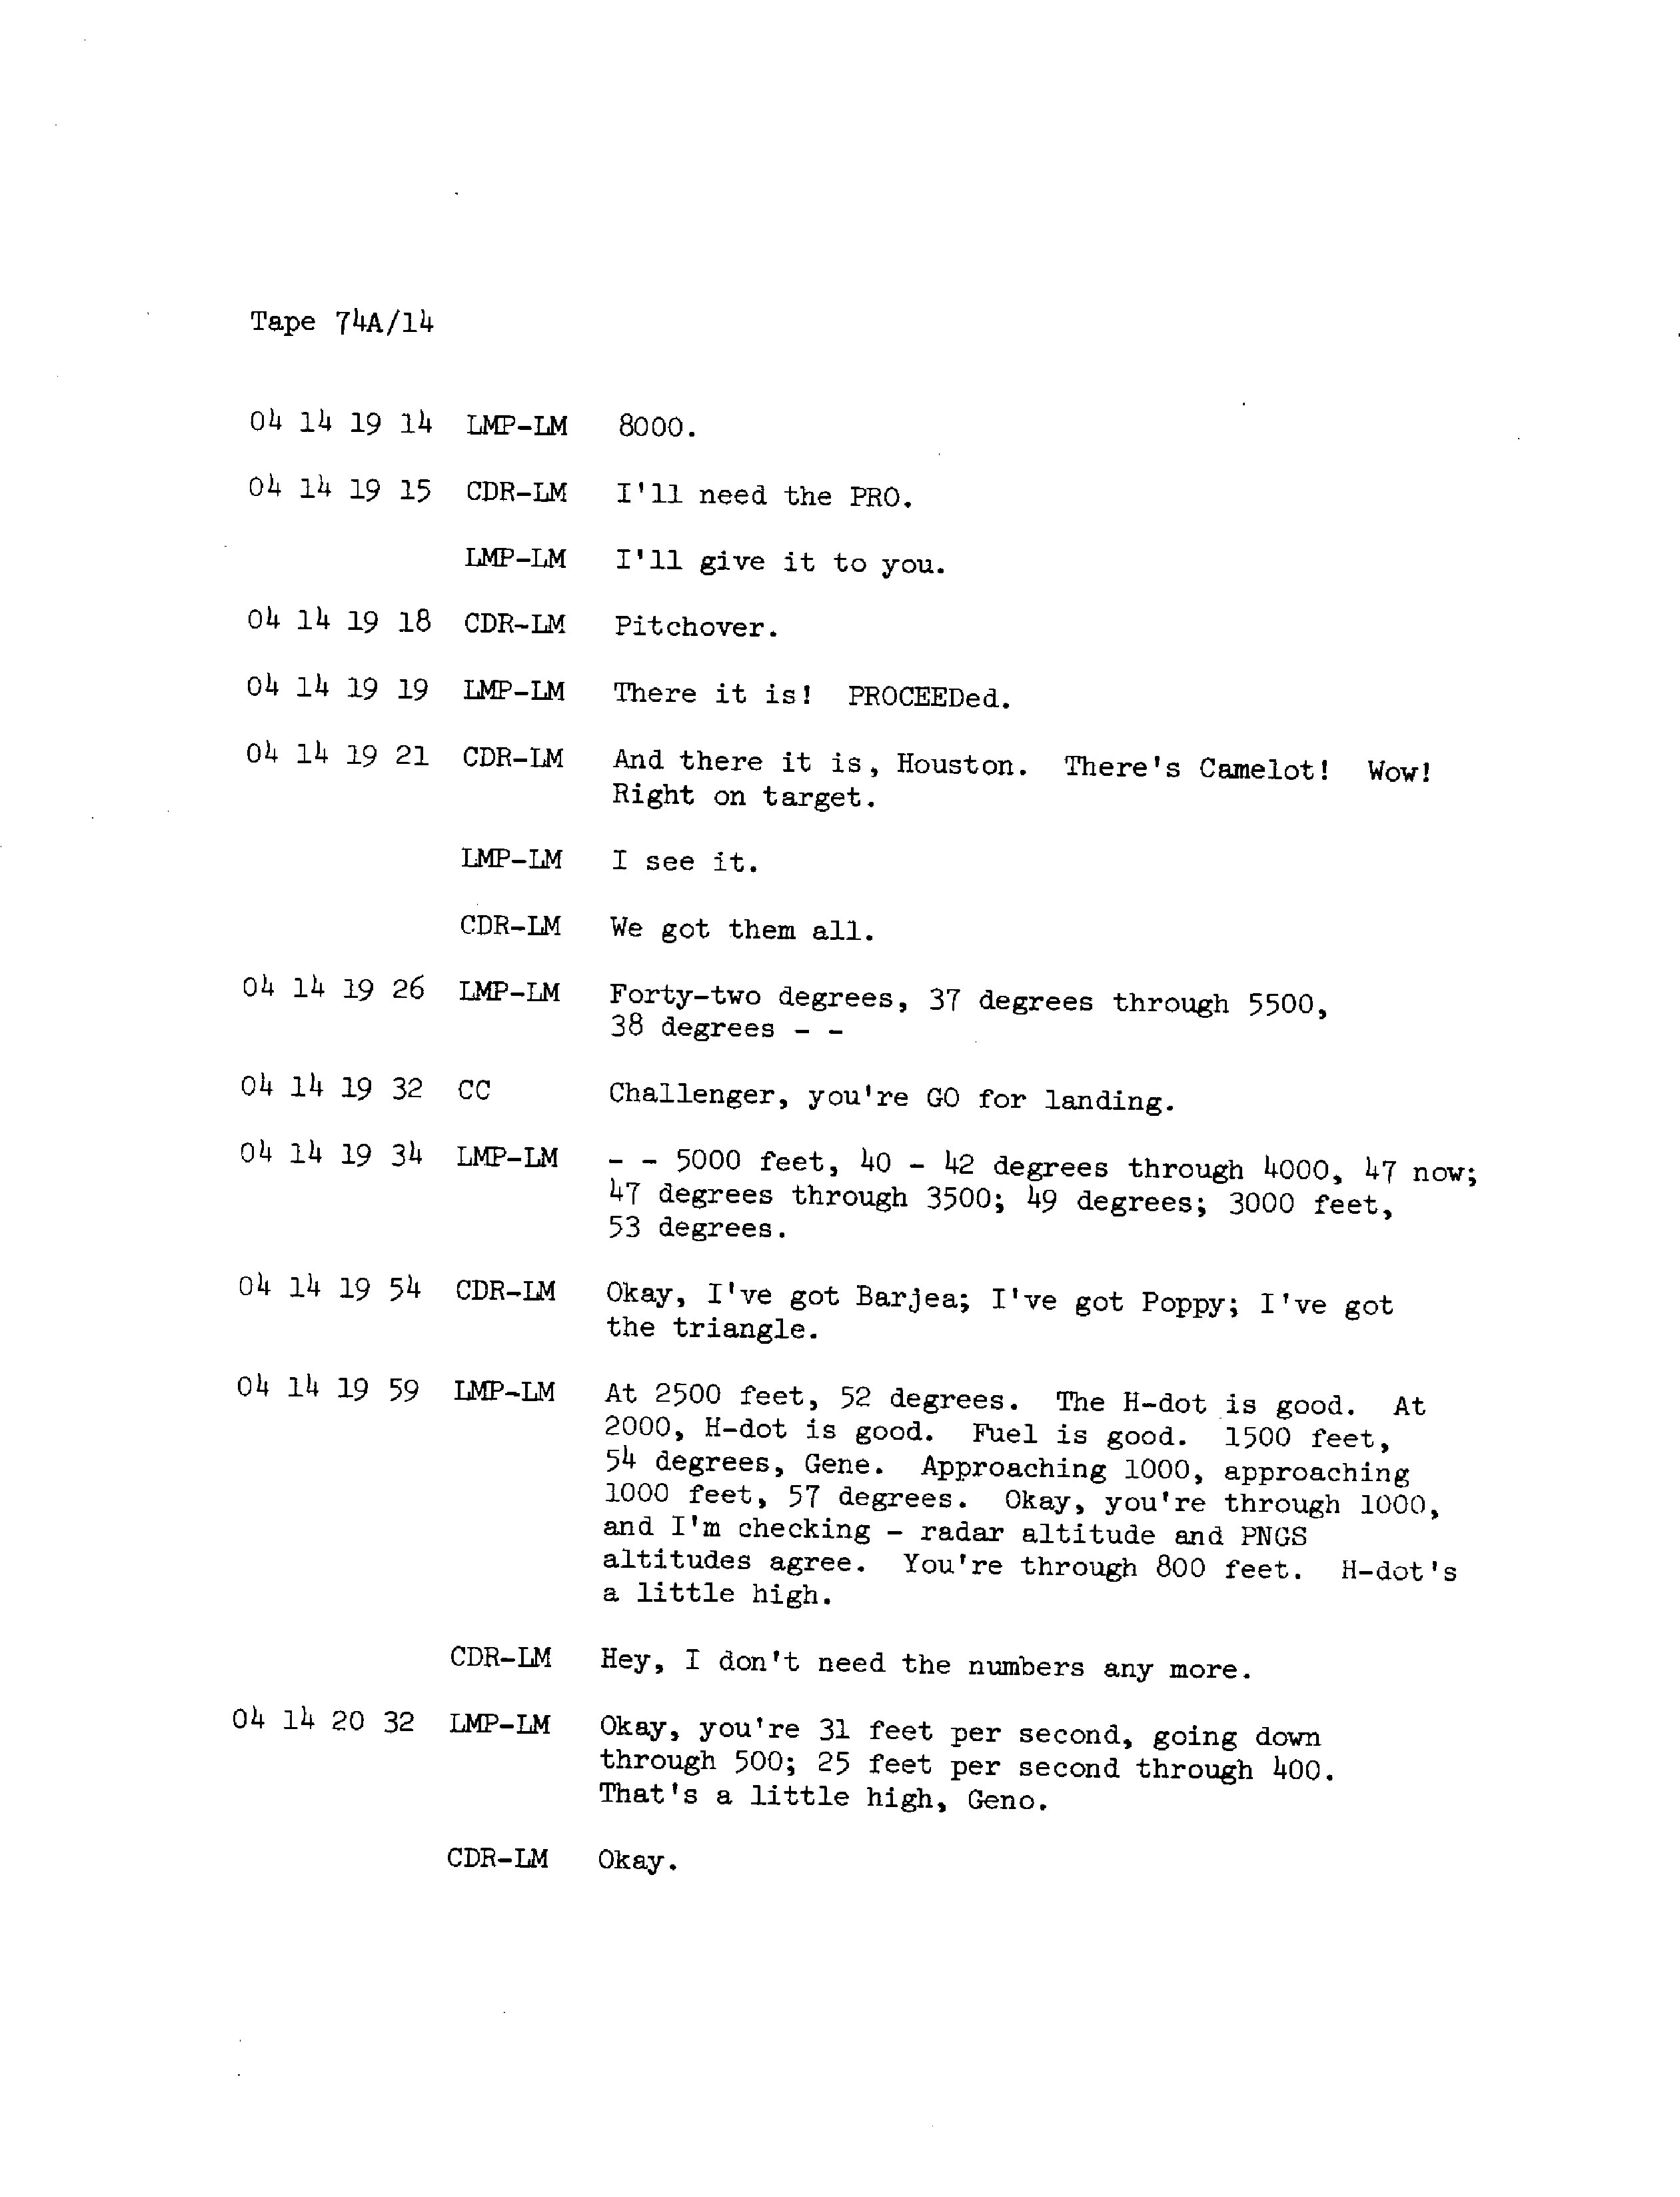 Tape 74A/14
04 14 19 14 LMP-LM 8000.
04 14 19 15 CDR-LM I'll need the PRO.
LMP-LM I'll give it to you.
04 14 19 18 CDR-LM Pitchover.
04 14 19 19 LMP-LM There it is! PROCEEDed.
04 14 19 21 CDR-LM And there it is, Houston. There's Camelot! Wow!
Right on target.
LMP-LM I see it.
CDR-LM We got them all.
04 14 19 26 LMP-LM Forty-two degrees, 37 degrees through 5500,
38 degrees - -
04 14 19 32 CC Challenger, you're GO for landing.
04 14 19 34 LMP-LM - - 5000 feet, 40 - 42 degrees through 4000, 47 now;
47 degrees through 3500; 49 degrees; 3000 feet,
53 degrees.
04 14 19 54 CDR-LM Okay, I've got Barjea; I've got Poppy; I've got
the triangle.
04 14 19 59 LMP-LM At 2500 feet, 52 degrees. The H-dot is good. At
2000, H-dot is good. Fuel is good. 1500 feet,
54 degrees, Gene. Approaching 1000, approaching
1000 feet, 57 degrees. Okay, you're through 1000,
and I'm checking - radar altitude and PNGS
altitudes agree. You're through 800 feet. H-dot's
a little high.
CDR-LM Hey, I don't need the numbers any more.
04 14 20 32 LMP-LM Okay, you're 31 feet per second, going down
through 500; 25 feet per second through 400.
That's a little high, Geno.
CDR-LM Okay.